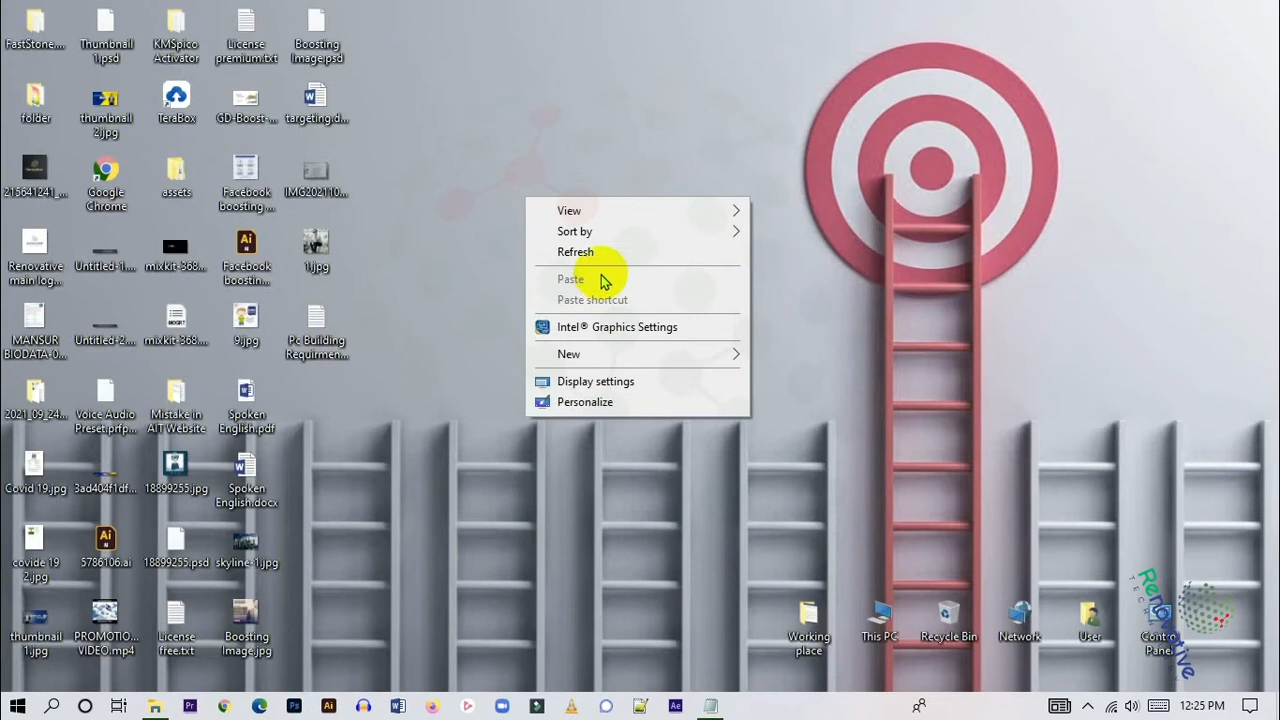 FastStone....
Thumbnail
1.psd
KMSpico
Activator
License
premium.txt
Boosting
Image.psd
folder
thumbnail
2.jpg
TeraBox
GD-Boost-...
targeting.d...
215641241_...
Google
Chrome
assets
Facebook
boosting ...
IMG202110...
Renovative
main log...
Untitled-1....
mixkit-368...
Facebook
boostin...
1.jpg
MANSUR
BIODATA-0...
Untitled-2....
mixkit-368...
9.jpg
Pc Building
Requirmen...
2021_09_24...
Voice Audio
Preset.prfp...
Mistake in
AIT Website
Spoken
English.pdf
Covid 19.jpg
3ad404f1df...
18899255.jpg
Spoken
English.docx
covide 19
2.jpg
5786106.ai
18899255.psd
skyline-1.jpg
thumbnail
1.jpg
PROMOTIO...
VIDEO.mp4
License
free.txt
Boosting
Image.jpg
View
Sort by
Refresh
Paste
Paste shortcut
Intel® Graphics Settings
New
Display settings
Personalize
Working
place
This PC
Recycle Bin
Network
User
Control
Panel
Renovative
TECH
12:25 PM